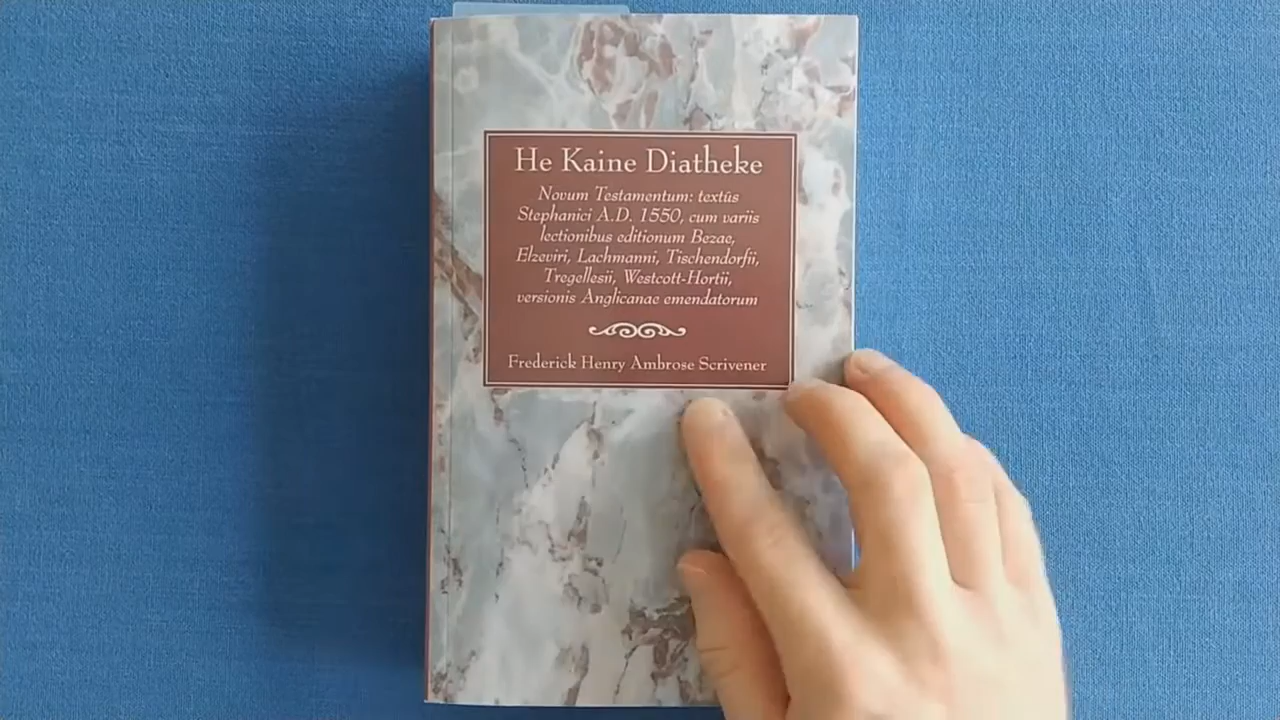 He Kaine Diatheke
Novum Testamentum: textûs
Stephanici A.D. 1550, cum variis
lectionibus editionum Bezae,
Elzeviri, Lachmanni, Tischendorfii,
Tregellesii, Westcott-Hortii,
versionis Anglicanae emendatorum
Frederick Henry Ambrose Scrivener